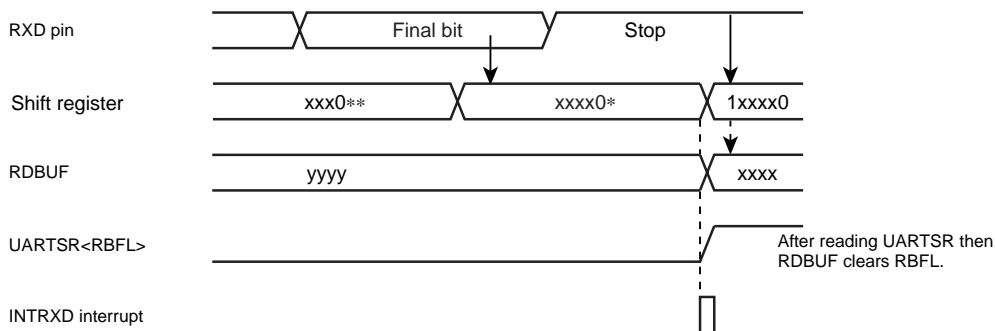 RXD pin
Final bit
Stop
Shift register
xxx0**
xxxx0*
1xxxx0
RDBUF
yyyy
xxxx
UARTSR<RBFL>
After reading UARTSR then
RDBUF clears RBFL.
INTRXD interrupt